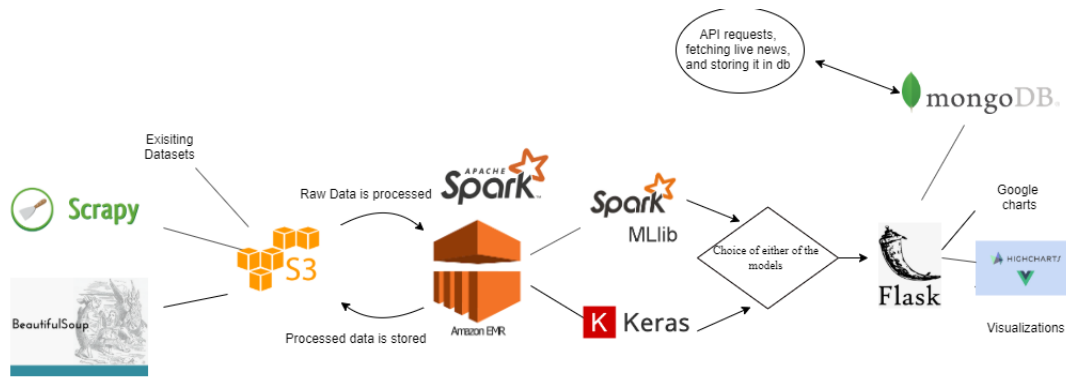 API requests,
fetching live news,
and storing it in db
mongoDB
Exisiting
Datasets
Scrapy
BeautifulSoup
S3
Raw Data is processed
APACHE
Spark
Amazon EMR
Processed data is stored
Spark
MLlib
K Keras
Choice of either of the
models
Flask
Google
charts
HIGHCHARTS
Visualizations